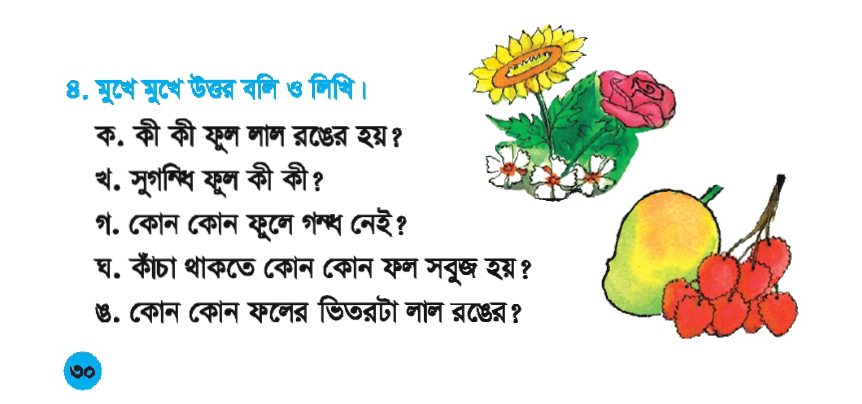 ৪. মুখে মুখে উত্তর বলি ও লিখি।
ক. কী কী ফুল লাল রঙের হয়?
খ. সুগন্ধি ফুল কী কী?
গ. কোন কোন ফুলে গন্ধ নেই?
ঘ. কাঁচা থাকতে কোন কোন ফল সবুজ হয়?
ঙ. কোন কোন ফলের ভিতরটা লাল রঙের?
৩০